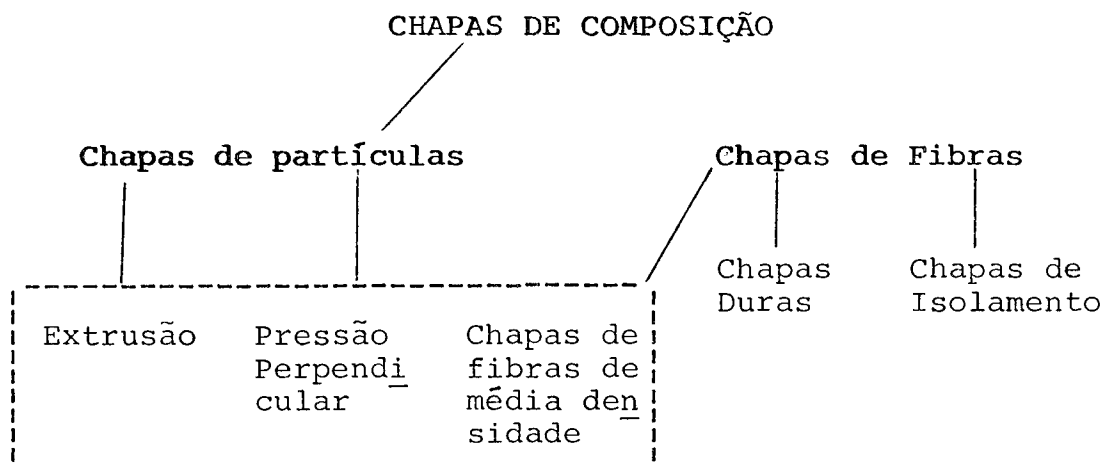 CHAPAS DE COMPOSIÇÃO
Chapas de partículas
Chapas de Fibras
Chapas
Duras
Chapas de
Isolamento
Extrusão
Pressão
Perpendi
cular
Chapas de
fibras de
média den
sidade